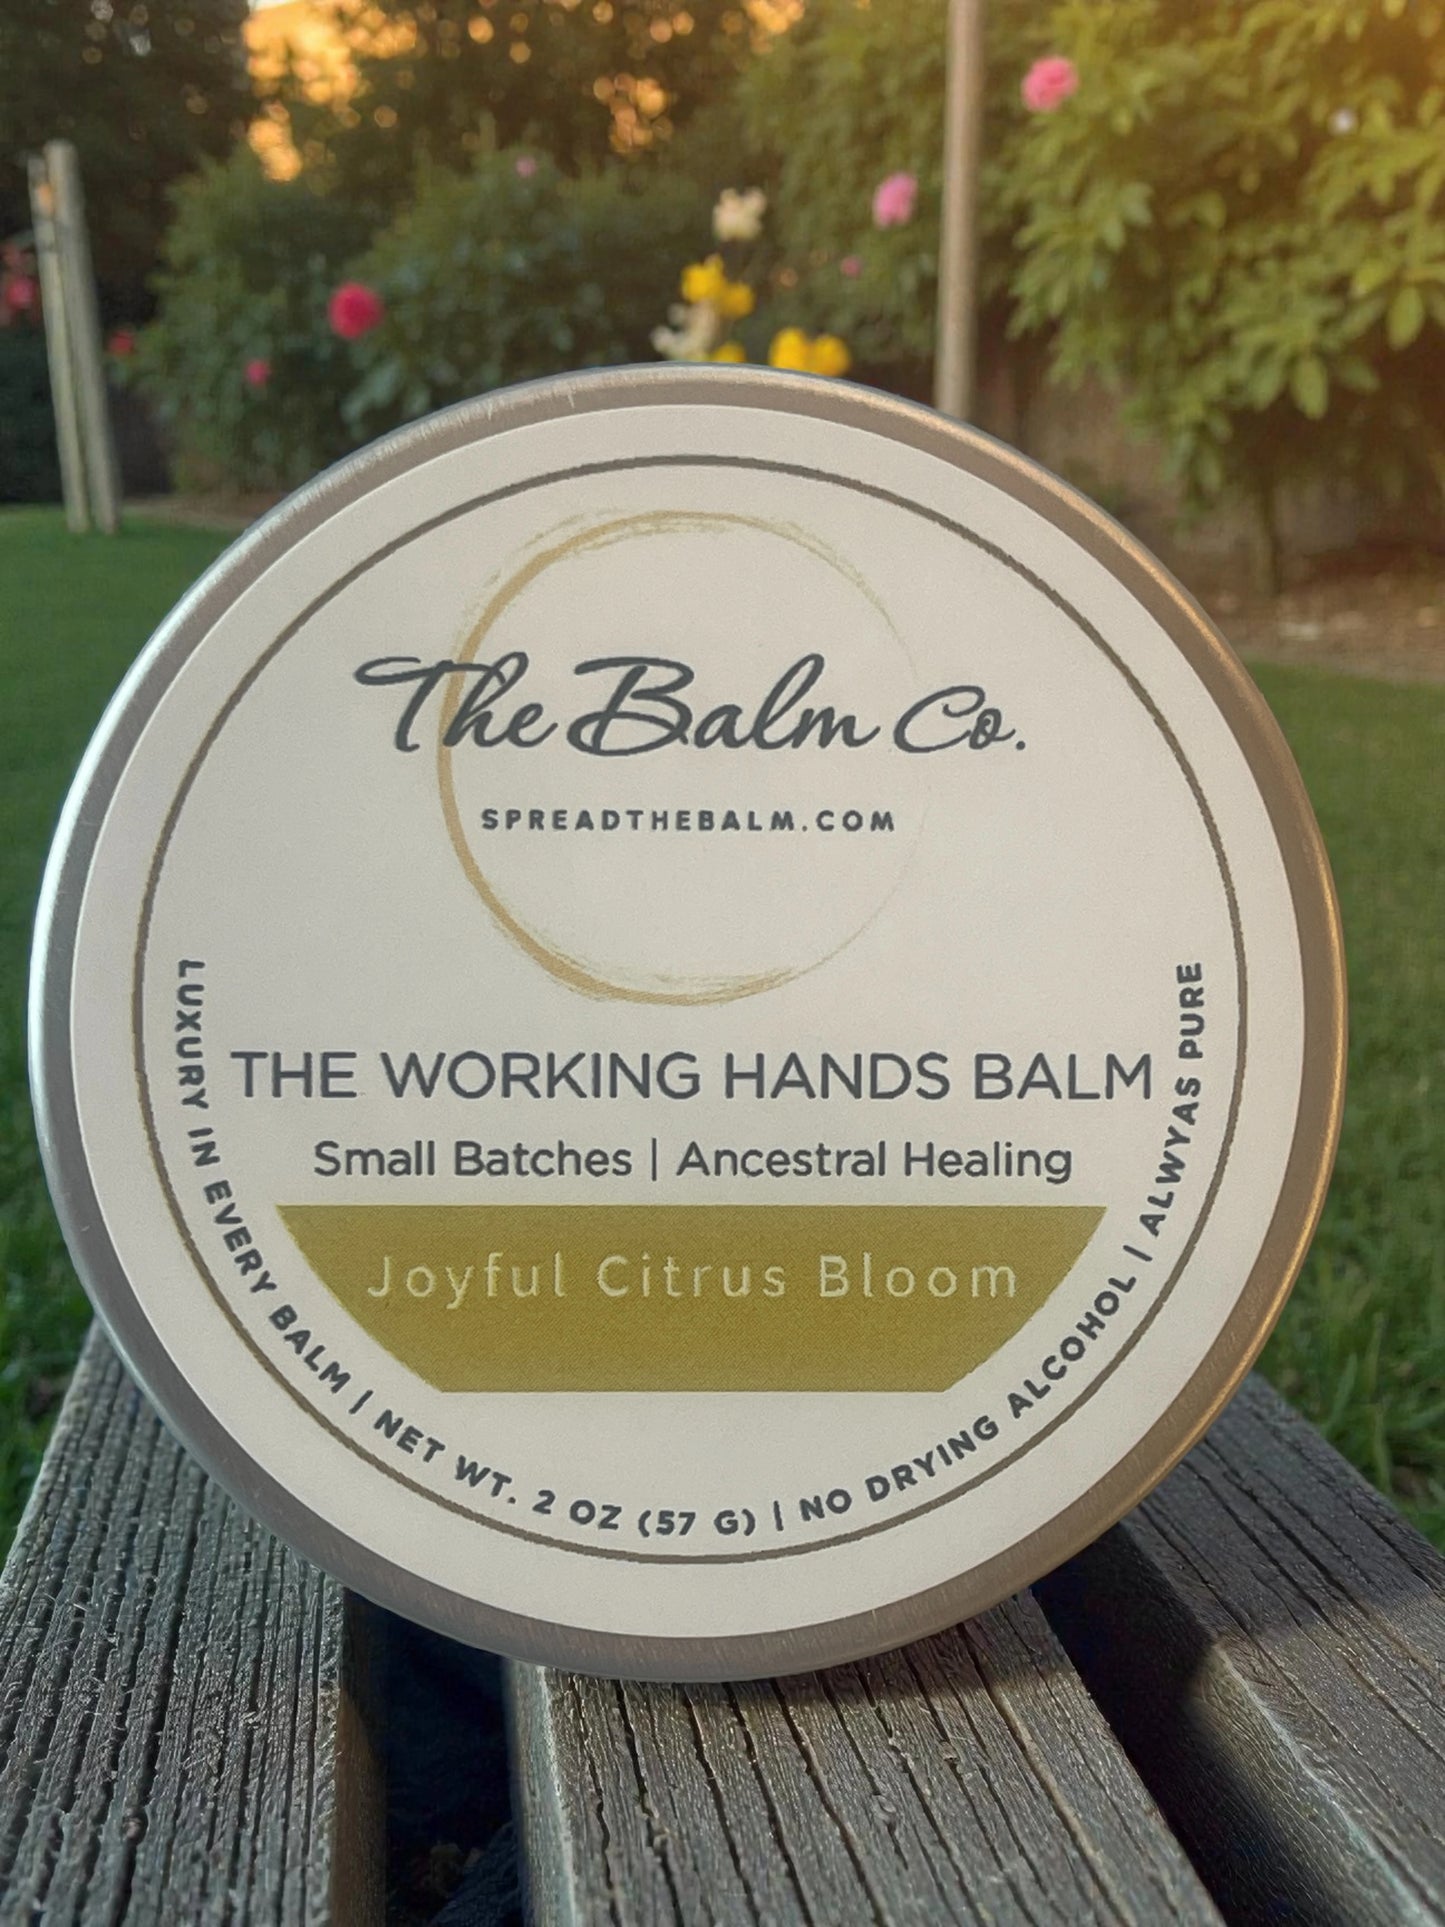 The Balm Co.
SPREADTHEBALM.COM
THE WORKING HANDS BALM
Small Batches | Ancestral Healing
Joyful Citrus Bloom
LUXURY IN EVERY BALM | NET WT. 2 OZ (57 G) | NO DRYING ALCOHOL | ALWYAS PURE